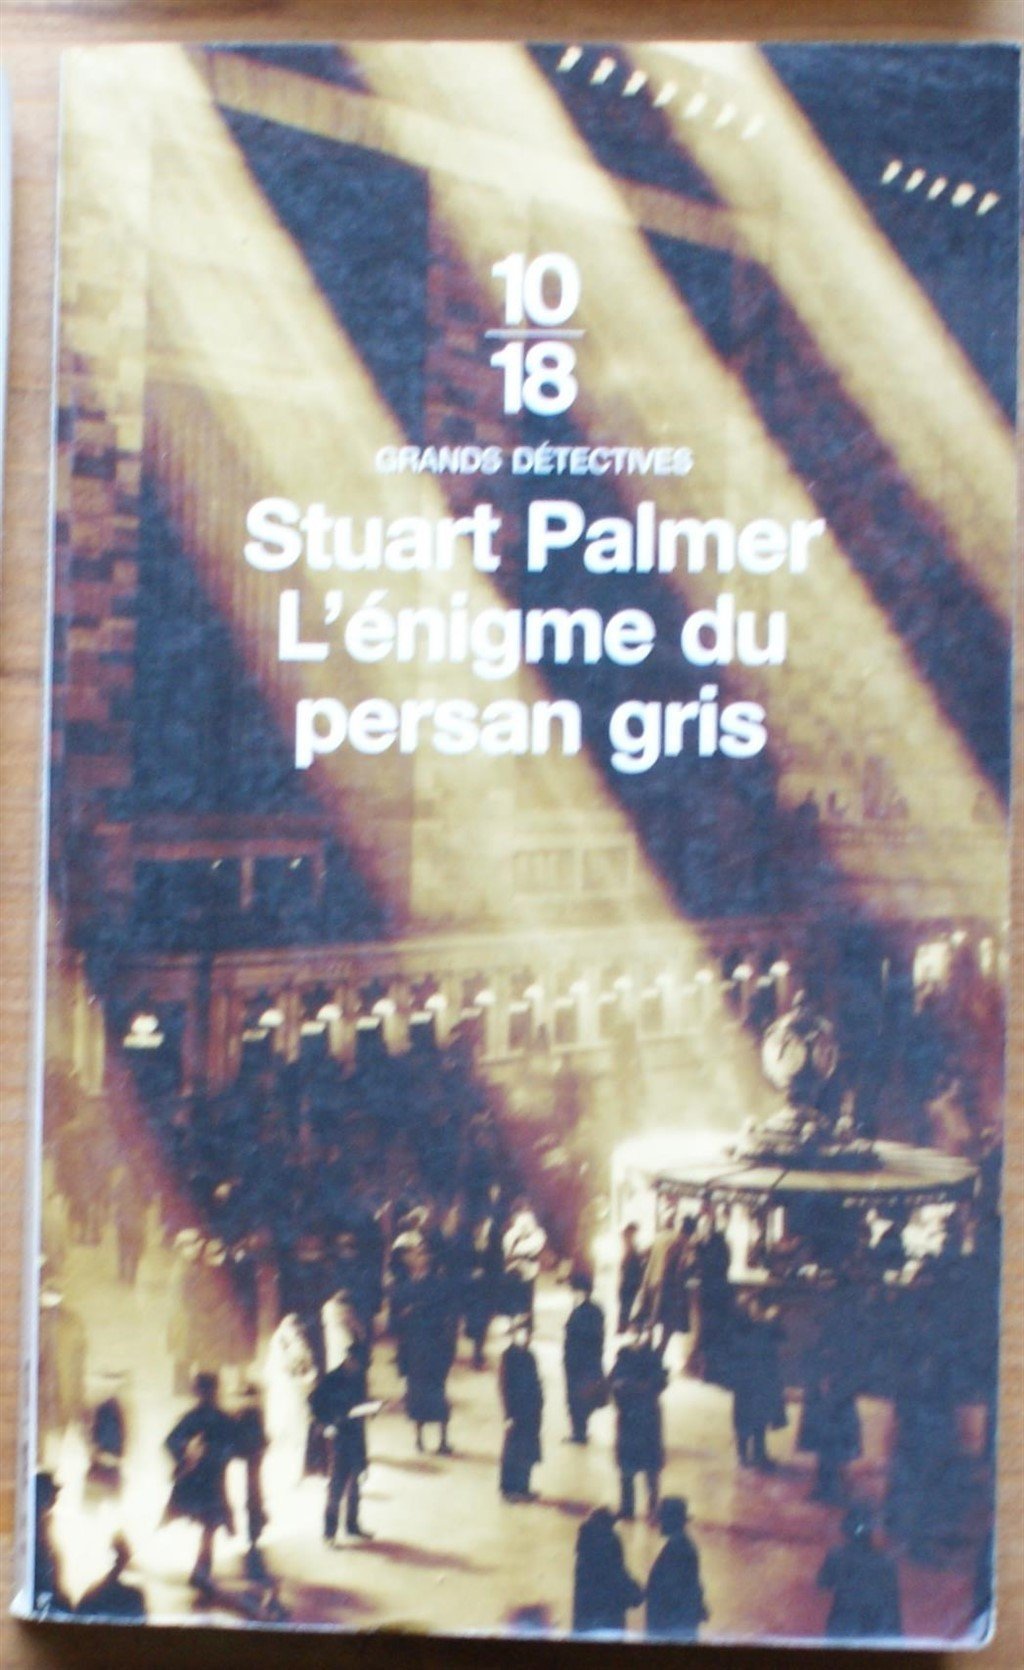 10
18
GRANDS DÉTECTIVES
Stuart Palmer
L'énigme du
persan gris